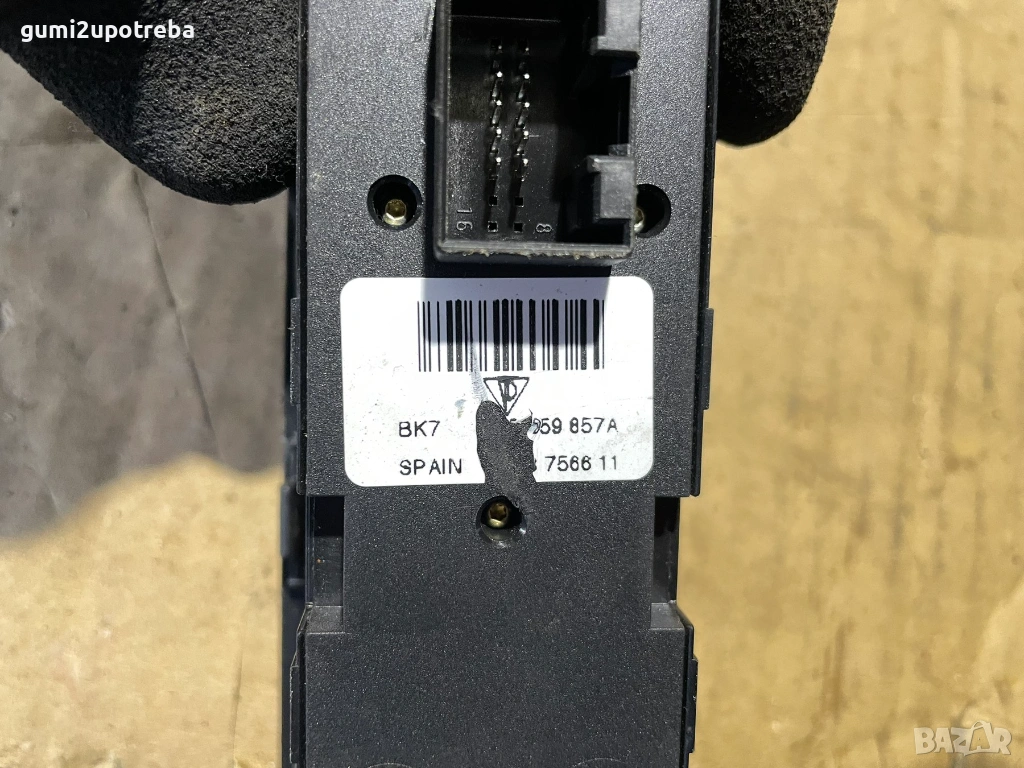 gumi2upotreba
16
8
BK7 959 857A
SPAIN 7566 11
BAZAR